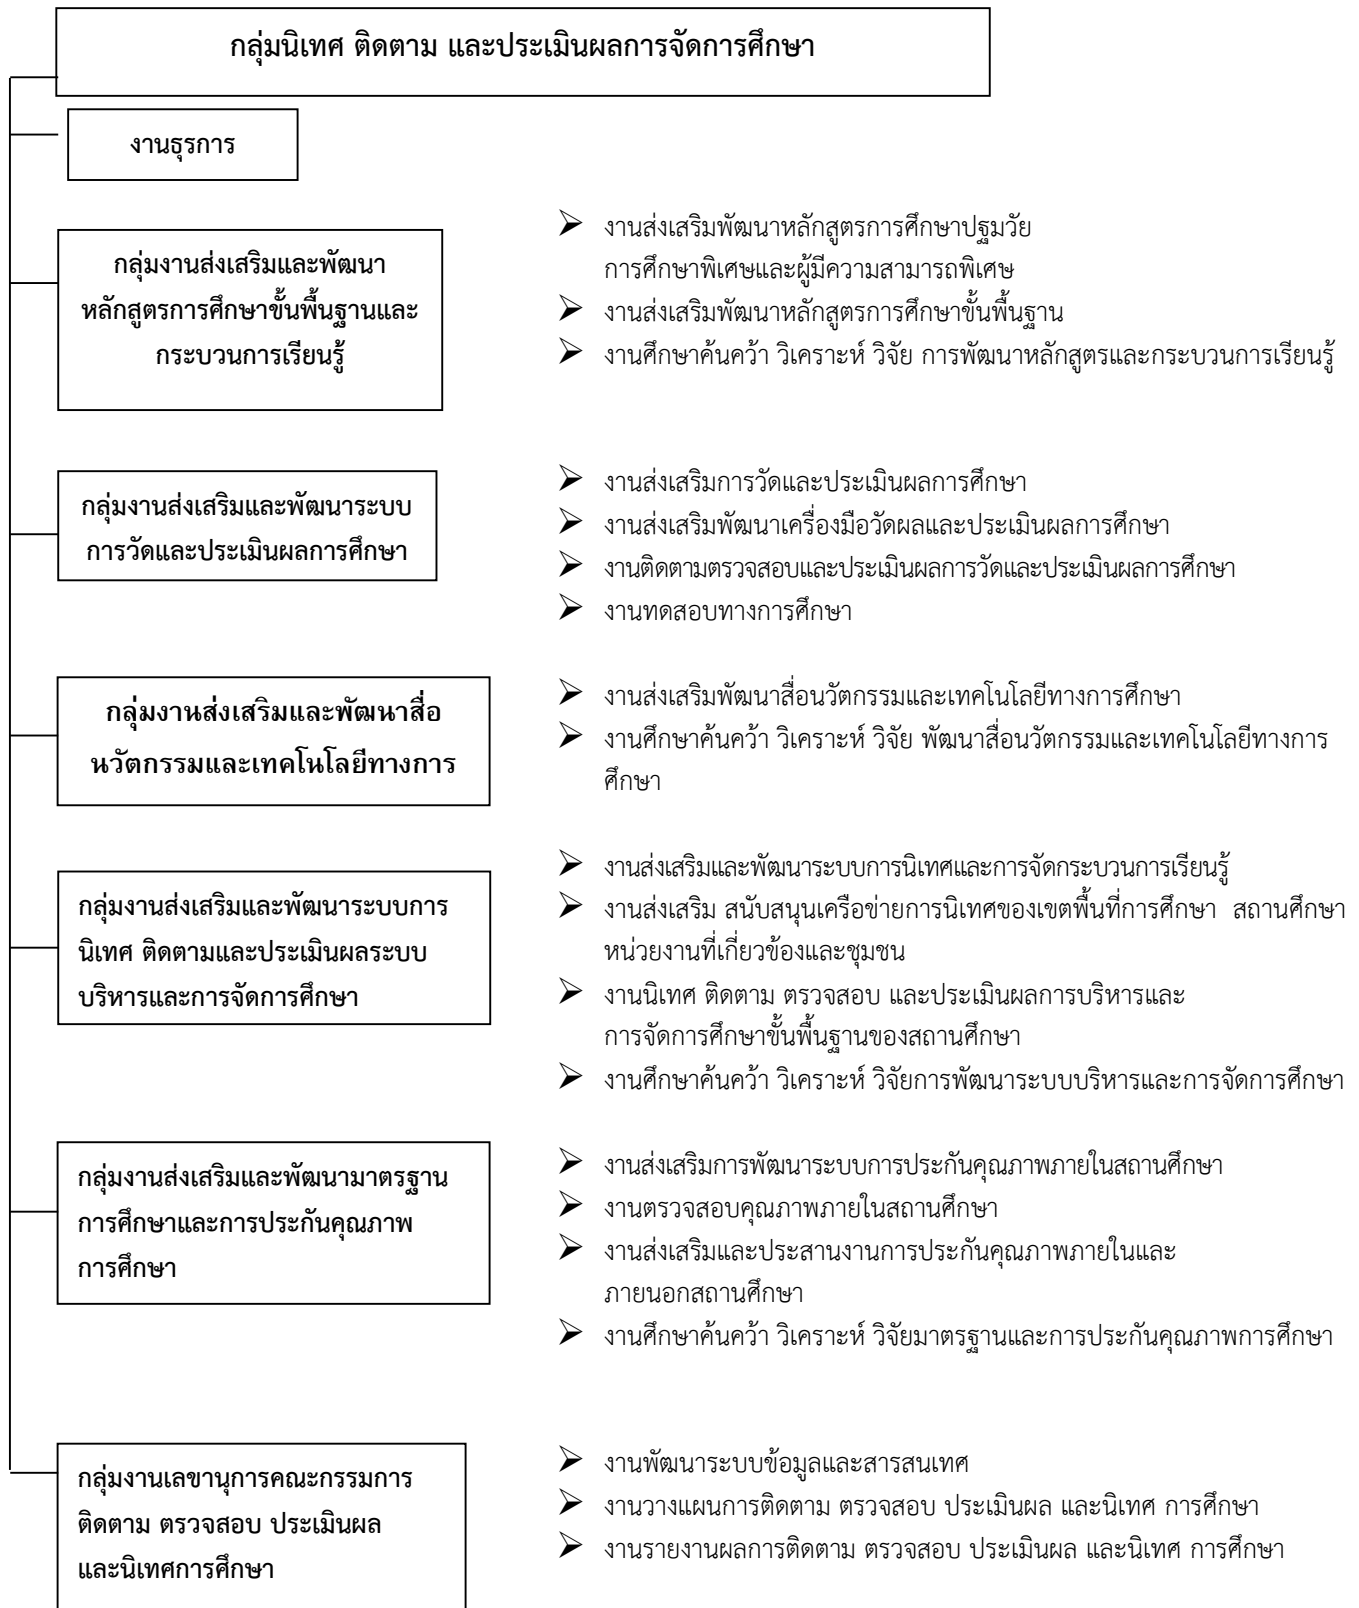 กลุ่มนิเทศ ติดตาม และประเมินผลการจัดการศึกษา
งานธุรการ
กลุ่มงานส่งเสริมและพัฒนา
หลักสูตรการศึกษาขั้นพื้นฐานและ
กระบวนการเรียนรู้
➢ งานส่งเสริมพัฒนาหลักสูตรการศึกษาปฐมวัย
การศึกษาพิเศษและผู้มีความสามารถพิเศษ
➢ งานส่งเสริมพัฒนาหลักสูตรการศึกษาขั้นพื้นฐาน
➢ งานศึกษาค้นคว้า วิเคราะห์ วิจัย การพัฒนาหลักสูตรและกระบวนการเรียนรู้
กลุ่มงานส่งเสริมและพัฒนาระบบ
การวัดและประเมินผลการศึกษา
➢ งานส่งเสริมการวัดและประเมินผลการศึกษา
➢ งานส่งเสริมพัฒนาเครื่องมือวัดผลและประเมินผลการศึกษา
➢ งานติดตามตรวจสอบและประเมินผลการวัดและประเมินผลการศึกษา
➢ งานทดสอบทางการศึกษา
กลุ่มงานส่งเสริมและพัฒนาสื่อ
นวัตกรรมและเทคโนโลยีทางการ
➢ งานส่งเสริมพัฒนาสื่อนวัตกรรมและเทคโนโลยีทางการศึกษา
➢ งานศึกษาค้นคว้า วิเคราะห์ วิจัย พัฒนาสื่อนวัตกรรมและเทคโนโลยีทางการ
ศึกษา
กลุ่มงานส่งเสริมและพัฒนาระบบการ
นิเทศ ติดตามและประเมินผลระบบ
บริหารและการจัดการศึกษา
➢ งานส่งเสริมและพัฒนาระบบการนิเทศและการจัดกระบวนการเรียนรู้
➢ งานส่งเสริม สนับสนุนเครือข่ายการนิเทศของเขตพื้นที่การศึกษา สถานศึกษา
หน่วยงานที่เกี่ยวข้องและชุมชน
➢ งานนิเทศ ติดตาม ตรวจสอบ และประเมินผลการบริหารและ
การจัดการศึกษาขั้นพื้นฐานของสถานศึกษา
➢ งานศึกษาค้นคว้า วิเคราะห์ วิจัยการพัฒนาระบบบริหารและการจัดการศึกษา
กลุ่มงานส่งเสริมและพัฒนามาตรฐาน
การศึกษาและการประกันคุณภาพ
การศึกษา
➢ งานส่งเสริมการพัฒนาระบบการประกันคุณภาพภายในสถานศึกษา
➢ งานตรวจสอบคุณภาพภายในสถานศึกษา
➢ งานส่งเสริมและประสานงานการประกันคุณภาพภายในและ
ภายนอกสถานศึกษา
➢ งานศึกษาค้นคว้า วิเคราะห์ วิจัยมาตรฐานและการประกันคุณภาพการศึกษา
กลุ่มงานเลขานุการคณะกรรมการ
ติดตาม ตรวจสอบ ประเมินผล
และนิเทศการศึกษา
➢ งานพัฒนาระบบข้อมูลและสารสนเทศ
➢ งานวางแผนการติดตาม ตรวจสอบ ประเมินผล และนิเทศ การศึกษา
➢ งานรายงานผลการติดตาม ตรวจสอบ ประเมินผล และนิเทศ การศึกษา